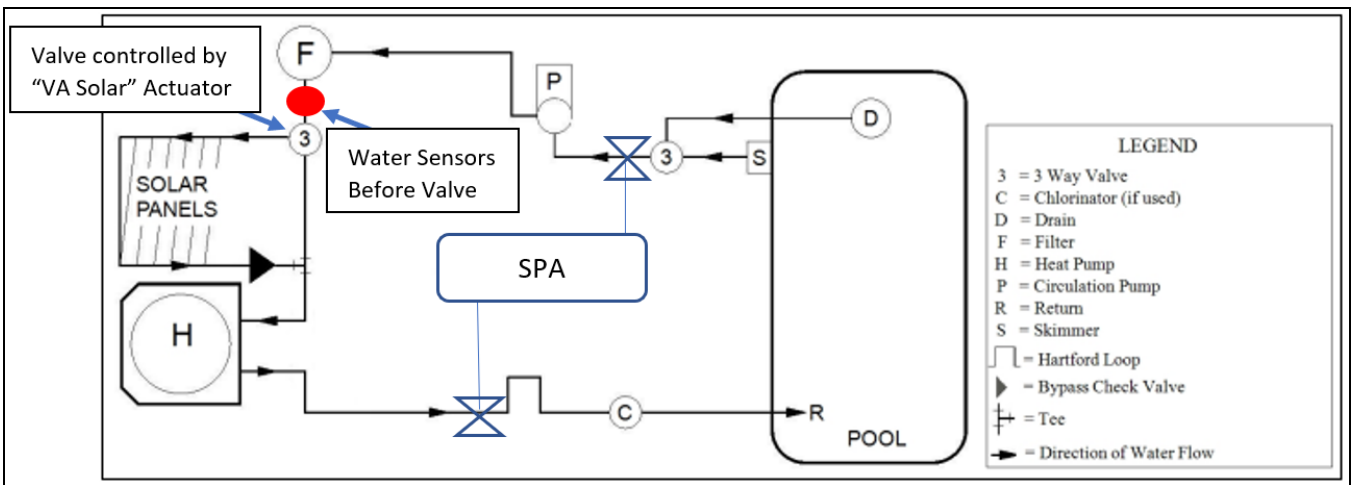 Valve controlled by
“VA Solar” Actuator
F
P
D
3
Water Sensors
Before Valve
3
S
SOLAR
PANELS
SPA
H
C
R
POOL
LEGEND
3 = 3 Way Valve
C = Chlorinator (if used)
D = Drain
F = Filter
H = Heat Pump
P = Circulation Pump
R = Return
S = Skimmer
= Hartford Loop
= Bypass Check Valve
= Tee
= Direction of Water Flow